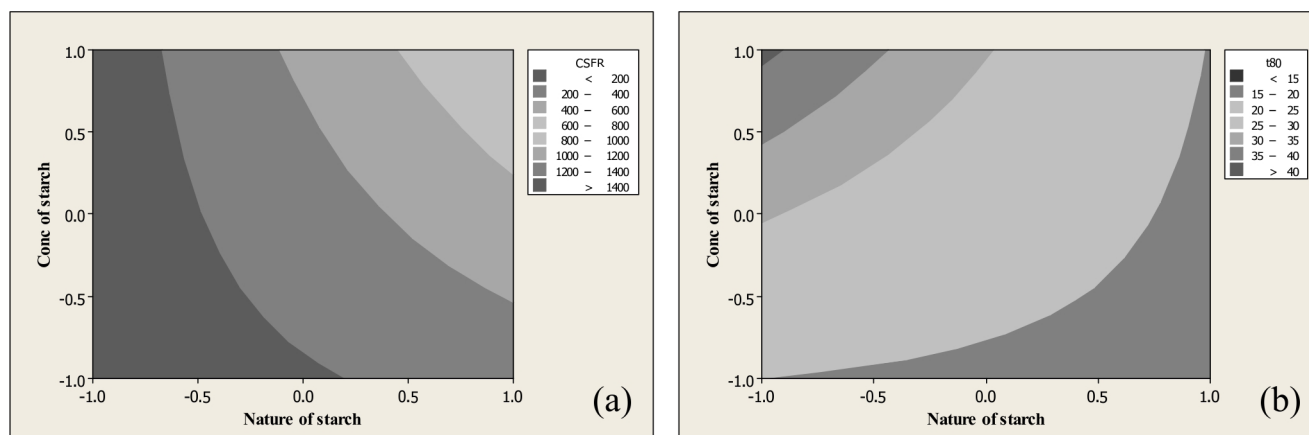 CSFR
< 200
200 – 400
400 – 600
600 – 800
800 – 1000
1000 – 1200
1200 – 1400
> 1400
1.0
0.5
0.0
-0.5
-1.0
Conc of starch
-1.0 -0.5 0.0 0.5 1.0
Nature of starch
(a)
t80
< 15
15 – 20
20 – 25
25 – 30
30 – 35
35 – 40
> 40
1.0
0.5
0.0
-0.5
-1.0
Conc of starch
-1.0 -0.5 0.0 0.5 1.0
Nature of starch
(b)